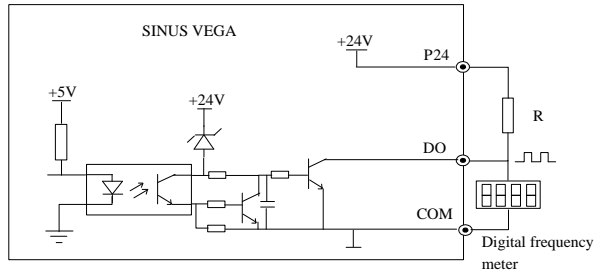 SINUS VEGA
+24V
P24
+5V
+24V
R
DO
COM
Digital frequency
meter